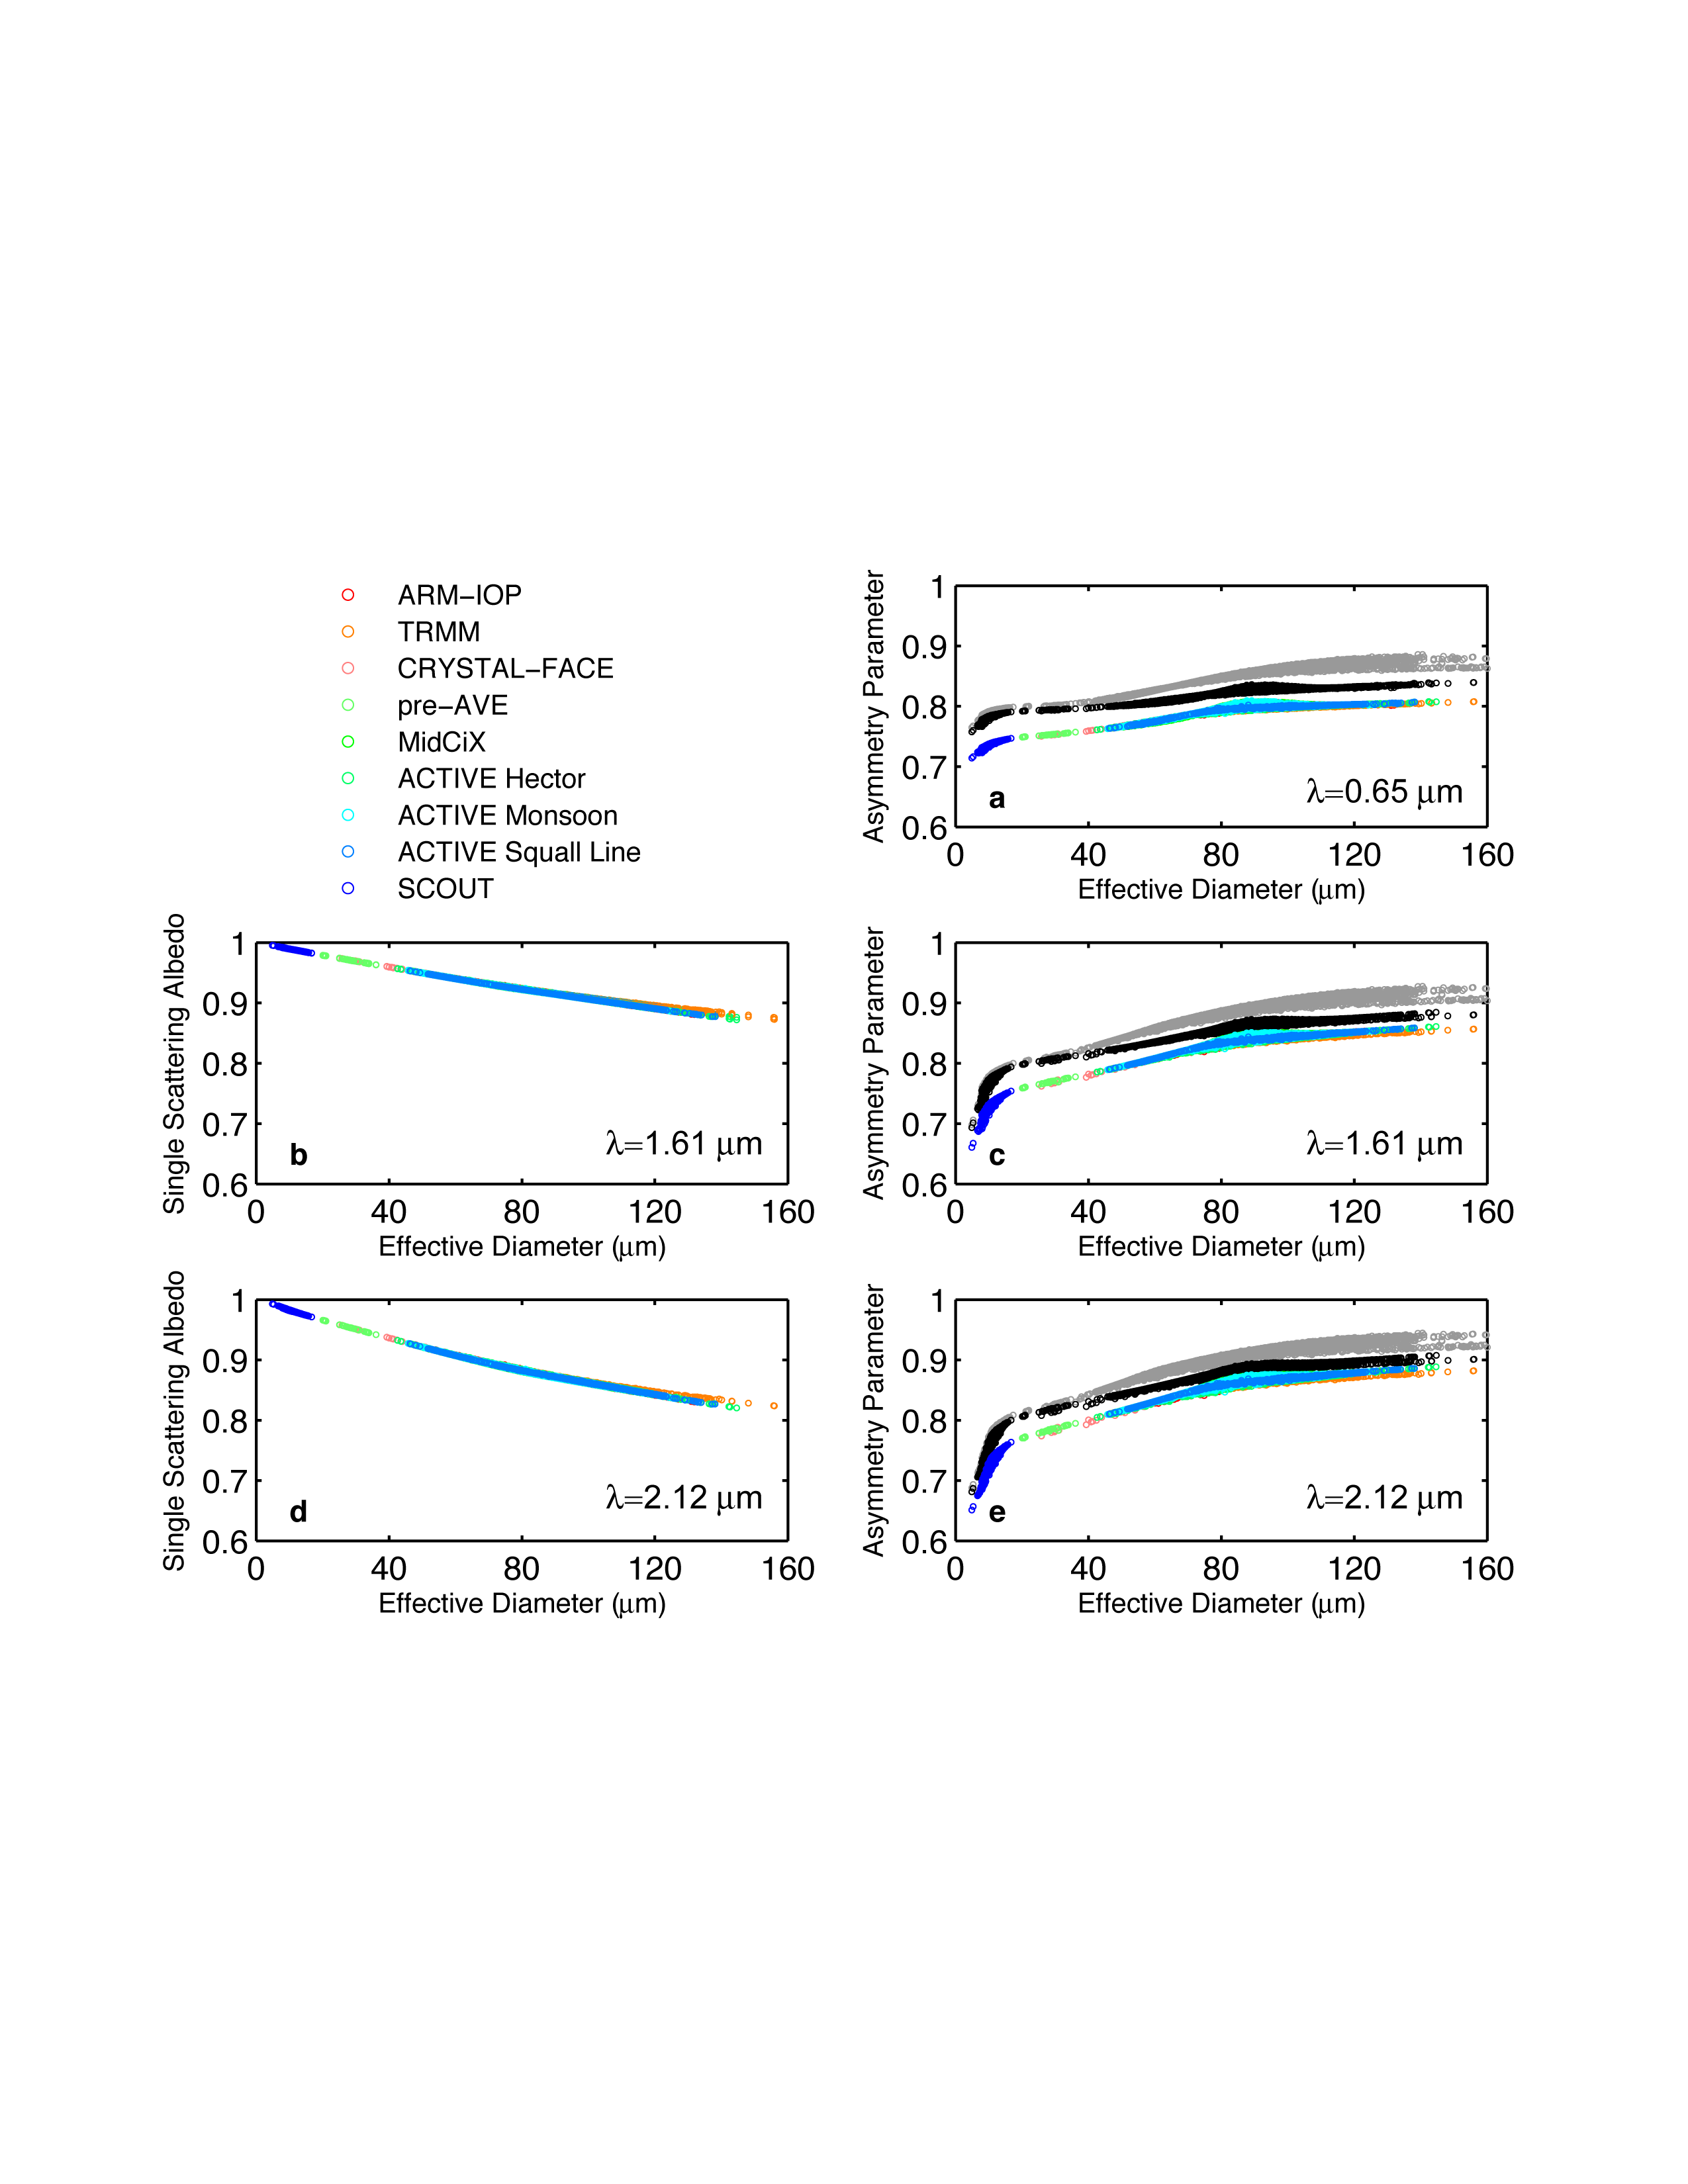 ARM−IOP
TRMM
CRYSTAL−FACE
pre−AVE
MidCiX
ACTIVE Hector
ACTIVE Monsoon
ACTIVE Squall Line
SCOUT
Asymmetry Parameter
1
0.9
0.8
0.7
0.6
a
λ=0.65 μm
0 40 80 120 160
Effective Diameter (μm)
Single Scattering Albedo
1
0.9
0.8
0.7
0.6
b
λ=1.61 μm
0 40 80 120 160
Effective Diameter (μm)
Asymmetry Parameter
1
0.9
0.8
0.7
0.6
c
λ=1.61 μm
0 40 80 120 160
Effective Diameter (μm)
Single Scattering Albedo
1
0.9
0.8
0.7
0.6
d
λ=2.12 μm
0 40 80 120 160
Effective Diameter (μm)
Asymmetry Parameter
1
0.9
0.8
0.7
0.6
e
λ=2.12 μm
0 40 80 120 160
Effective Diameter (μm)